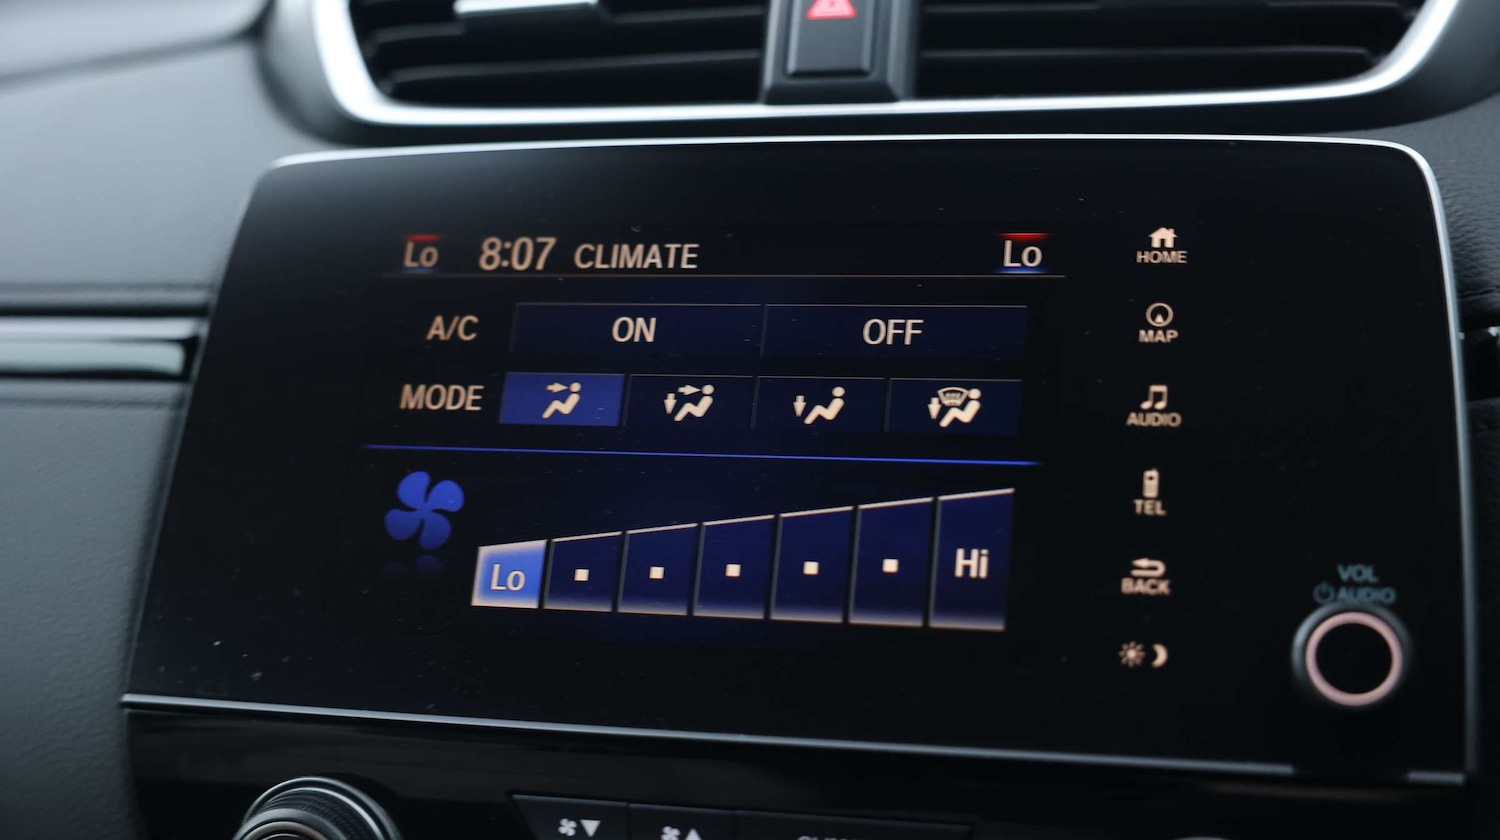 Lo 8:07 CLIMATE Lo
A/C ON OFF
MODE
Lo Hi
HOME
MAP
AUDIO
TEL
BACK
VOL
AUDIO